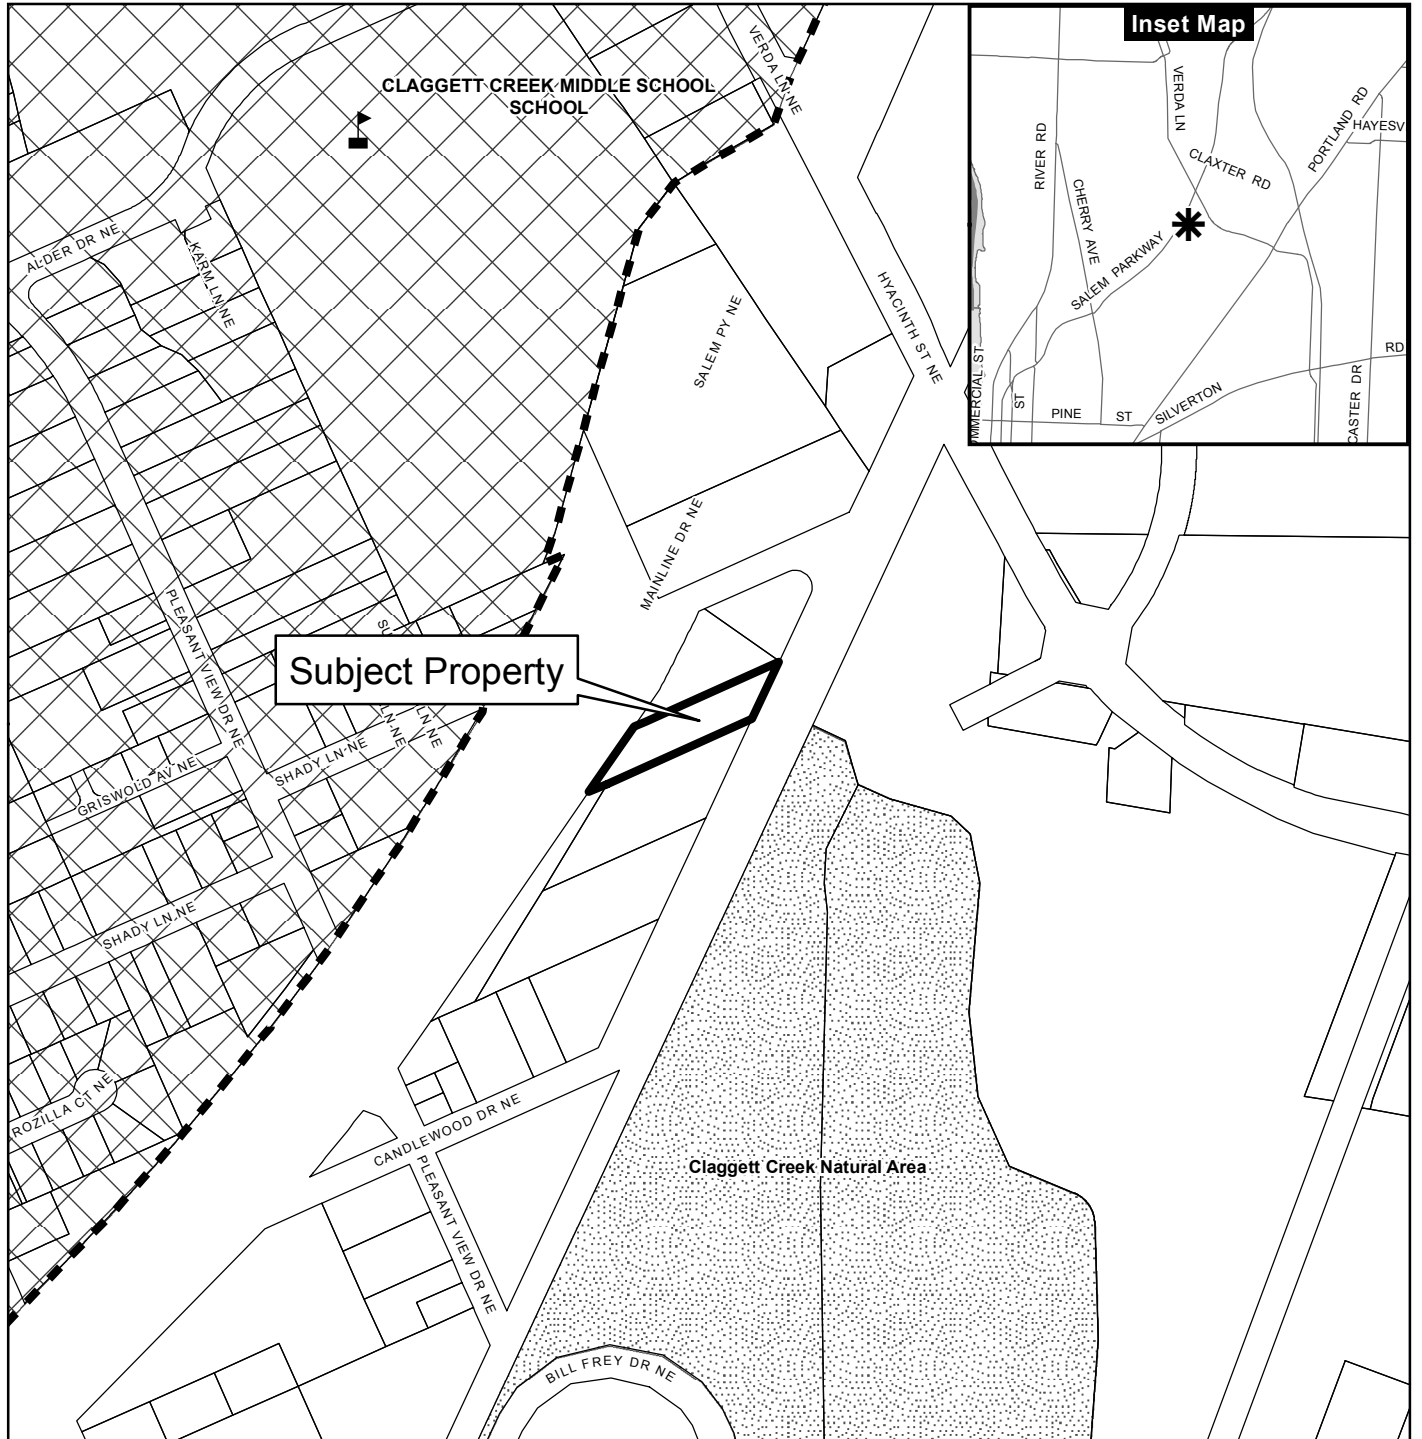 Inset Map
VERDA LN
PORTLAND RD
HAYESV
RIVER RD
CLAXTER RD
CHERRY AVE
SALEM PARKWAY
RD
ST
PINE
ST
SILVERTON
CASTER DR
OMMERCIAL ST
CLAGGETT CREEK MIDDLE SCHOOL
SCHOOL
VERDA LN NE
ALDER DR NE
KARM LN NE
SALEM PY NE
HYACINTH ST NE
MAINLINE DR NE
PLEASANT VIEW DR NE
SU
LN NE
LN NE
Subject Property
SHADY LN NE
GRISWOLD AV NE
SHADY LN NE
ROZILLA CT NE
CANDLEWOOD DR NE
PLEASANT VIEW DR NE
Claggett Creek Natural Area
BILL FREY DR NE